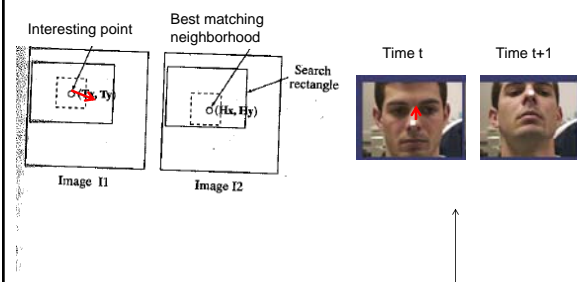 Interesting point
Best matching
neighborhood
Time t
Time t+1
Search
rectangle
(Tx, Ty)
(Hx, Hy)
Image I1
Image I2